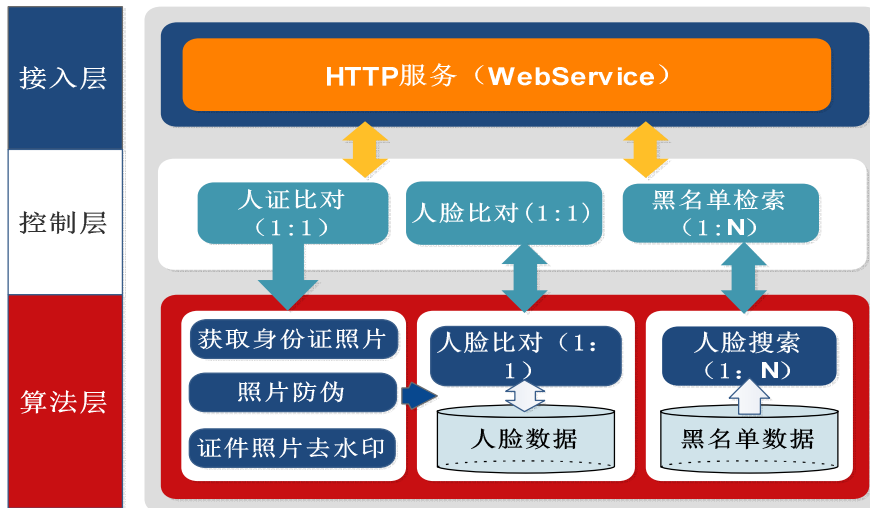 接入层
HTTP服务（WebService）
控制层
人证比对
（1:1）
人脸比对(1:1)
黑名单检索
（1:N）
算法层
获取身份证照片
照片防伪
证件照片去水印
人脸比对（1：
1）
人脸数据
人脸搜索
（1：N）
黑名单数据